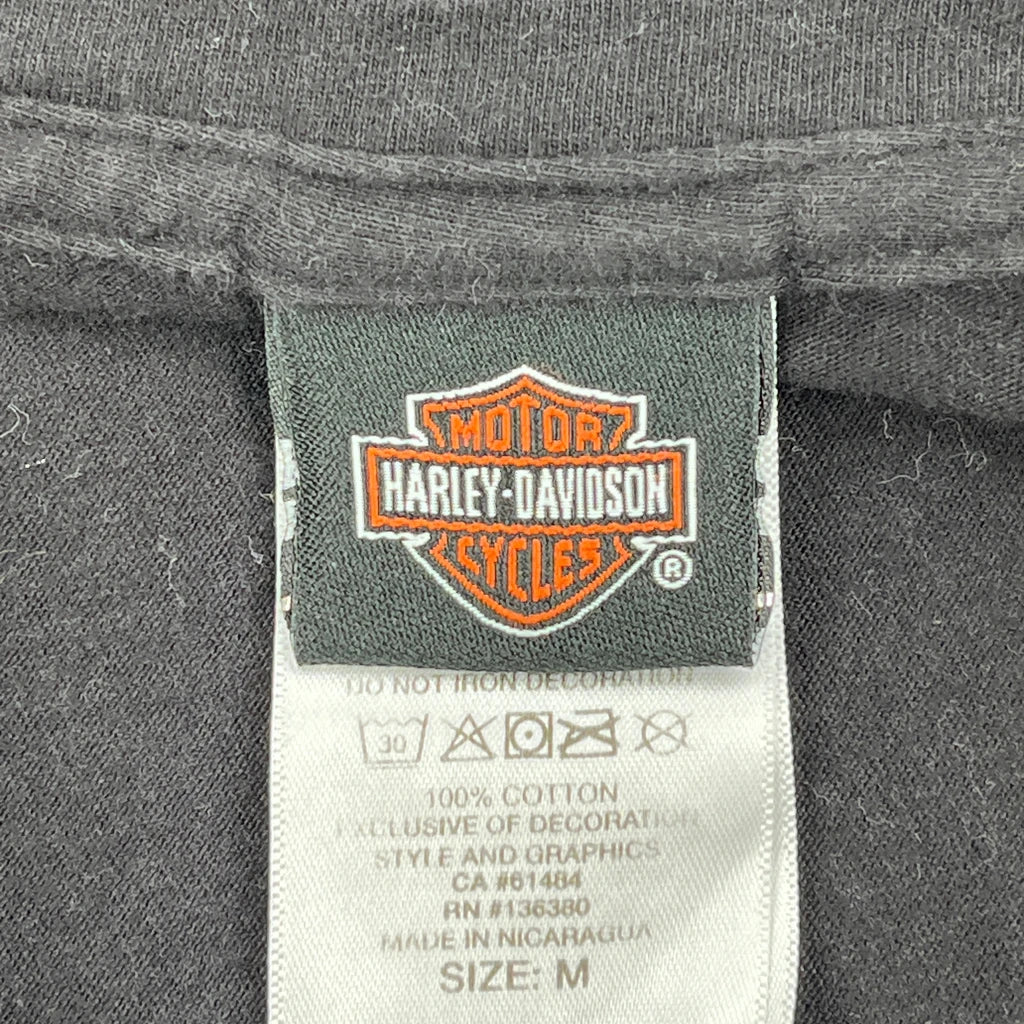 MOTOR
HARLEY-DAVIDSON
CYCLES
®
DO NOT IRON DECORATION
30
100% COTTON
EXCLUSIVE OF DECORATION
STYLE AND GRAPHICS
CA #61484
RN #136380
MADE IN NICARAGUA
SIZE: M